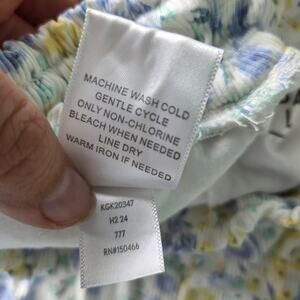 MACHINE WASH COLD
GENTLE CYCLE
ONLY NON-CHLORINE
BLEACH WHEN NEEDED
LINE DRY
WARM IRON IF NEEDED
KGK20347
H2 24
777
RN#150466